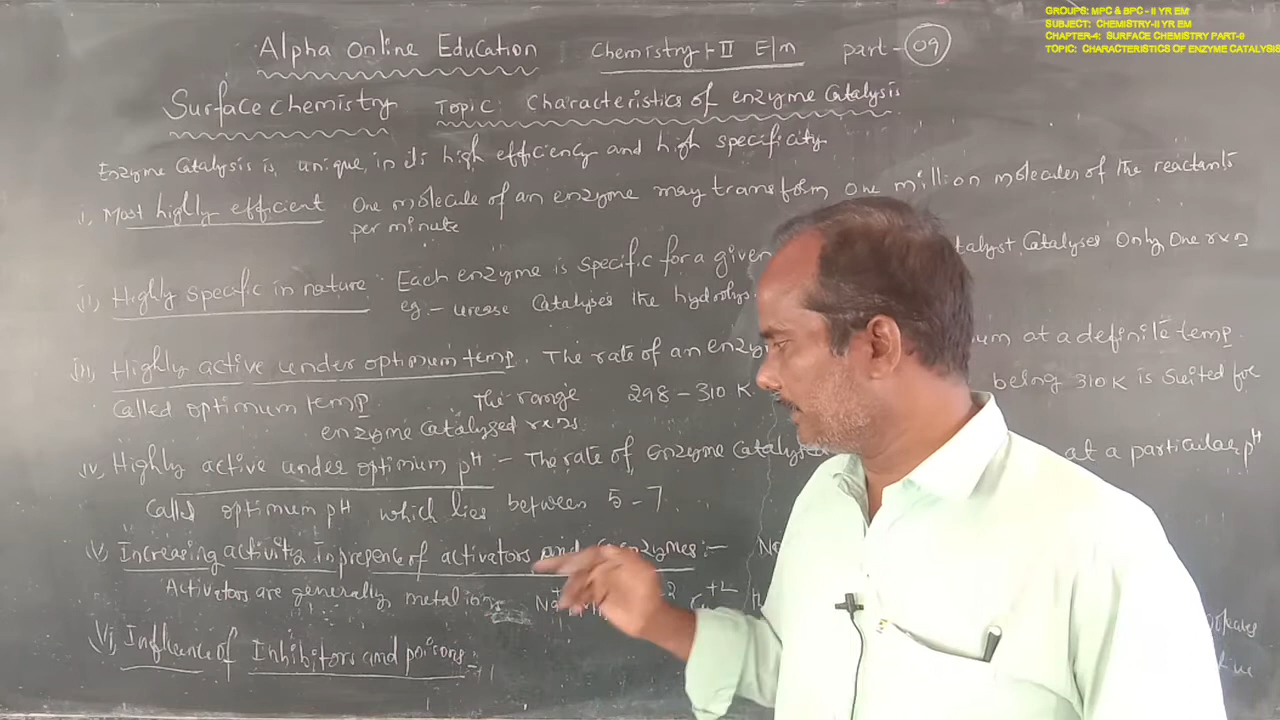 GROUPS: MPC & BPC - II YR EM
SUBJECT: CHEMISTRY-II YR EM
CHAPTER-4: SURFACE CHEMISTRY PART-9
TOPIC: CHARACTERISTICS OF ENZYME CATALYSIS
Alpha Online Education Chemistry-II E/m part - 09
Surface chemistry Topic: Characteristics of enzyme Catalysis
Enzyme Catalysis is unique in its high efficiency and high specificity
i, Most highly efficient One molecule of an enzyme may transform one million molecules of the reactants
per minute
ii, Highly specific in nature: Each enzyme is specific for a given Catalyses Only One rxn
eg:- urease Catalyses the
iii, Highly active under optimum temp. The rate of an at a definite temp.
Called optimum temp The range 298 - 310 K. being 310 K is suited for
enzyme catalysed rxns
iv, Highly active under optimum pH - The rate of enzyme at a particular pH
Called optimum pH which lies between 5 - 7.
v, Increasing activity In presence of activators and :-
Activators are generally metal ions
vi, Influence of Inhibitors and poisons -